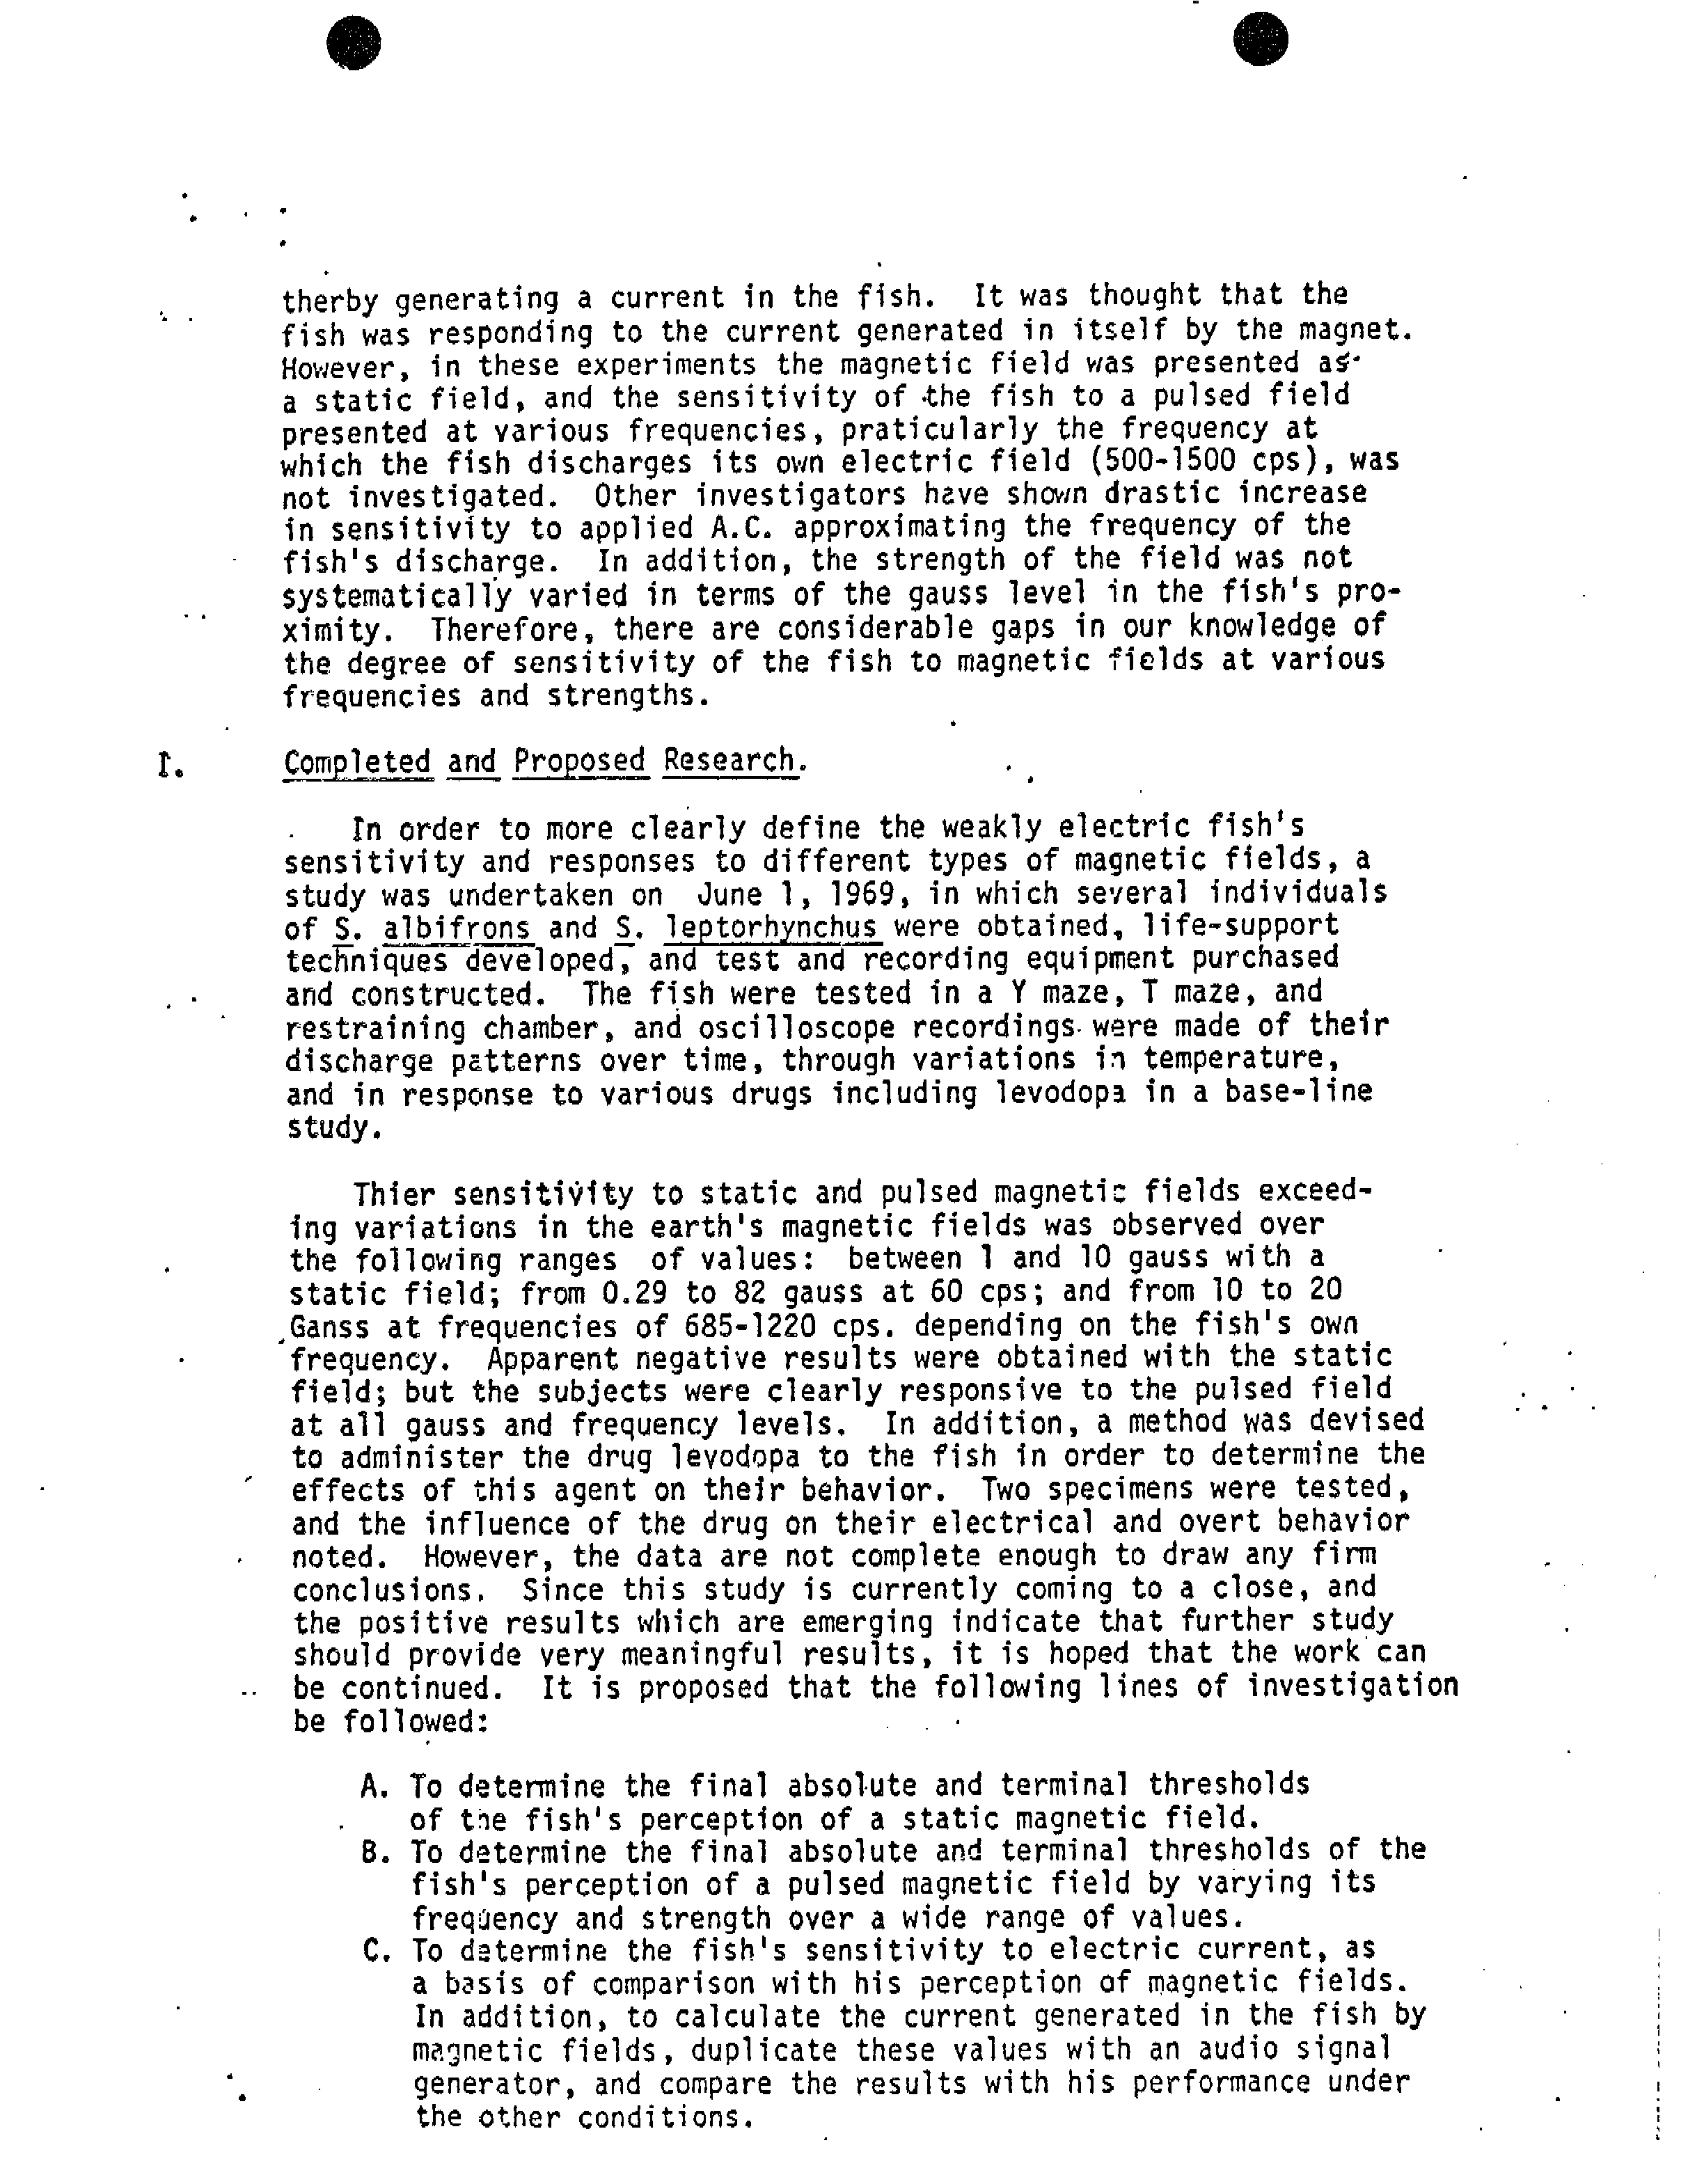 therby generating a current in the fish. It was thought that the
fish was responding to the current generated in itself by the magnet.
However, in these experiments the magnetic field was presented as
a static field, and the sensitivity of the fish to a pulsed field
presented at various frequencies, praticularly the frequency at
which the fish discharges its own electric field (500-1500 cps), was
not investigated. Other investigators have shown drastic increase
in sensitivity to applied A.C. approximating the frequency of the
fish's discharge. In addition, the strength of the field was not
systematically varied in terms of the gauss level in the fish's pro-
ximity. Therefore, there are considerable gaps in our knowledge of
the degree of sensitivity of the fish to magnetic fields at various
frequencies and strengths.
I. Completed and Proposed Research.
In order to more clearly define the weakly electric fish's
sensitivity and responses to different types of magnetic fields, a
study was undertaken on June 1, 1969, in which several individuals
of S. albifrons and S. leptorhynchus were obtained, life-support
techniques developed, and test and recording equipment purchased
and constructed. The fish were tested in a Y maze, T maze, and
restraining chamber, and oscilloscope recordings were made of their
discharge patterns over time, through variations in temperature,
and in response to various drugs including levodopa in a base-line
study.
Thier sensitivity to static and pulsed magnetic fields exceed-
ing variations in the earth's magnetic fields was observed over
the following ranges of values: between 1 and 10 gauss with a
static field; from 0.29 to 82 gauss at 60 cps; and from 10 to 20
Ganss at frequencies of 685-1220 cps. depending on the fish's own
frequency. Apparent negative results were obtained with the static
field; but the subjects were clearly responsive to the pulsed field
at all gauss and frequency levels. In addition, a method was devised
to administer the drug levodopa to the fish in order to determine the
effects of this agent on their behavior. Two specimens were tested,
and the influence of the drug on their electrical and overt behavior
noted. However, the data are not complete enough to draw any firm
conclusions. Since this study is currently coming to a close, and
the positive results which are emerging indicate that further study
should provide very meaningful results, it is hoped that the work can
be continued. It is proposed that the following lines of investigation
be followed:
A. To determine the final absolute and terminal thresholds
of the fish's perception of a static magnetic field.
B. To determine the final absolute and terminal thresholds of the
fish's perception of a pulsed magnetic field by varying its
frequency and strength over a wide range of values.
C. To determine the fish's sensitivity to electric current, as
a basis of comparison with his perception of magnetic fields.
In addition, to calculate the current generated in the fish by
magnetic fields, duplicate these values with an audio signal
generator, and compare the results with his performance under
the other conditions.